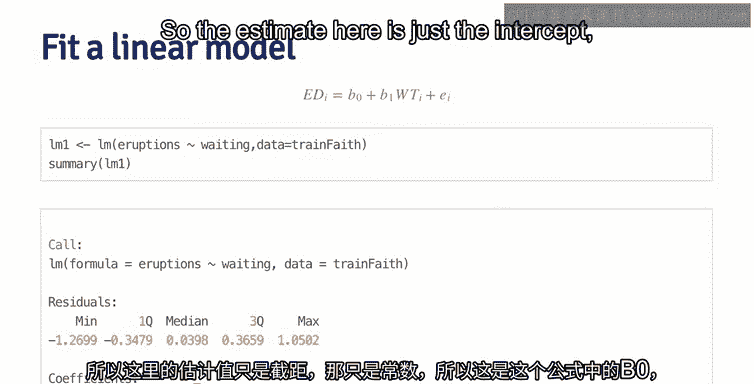 So the estimate here is just the intercept,
Fit a linear model
EDᵢ = b₀ + b₁WTᵢ + eᵢ
lm1 <- lm(eruptions ~ waiting,data=trainFaith)
summary(lm1)
Call:
lm(formula = eruptions ~ waiting, data = trainFaith)
Residuals:
Min 1Q Median 3Q Max
-1.2699 -0.3479 0.0398 0.3659 1.0502
Coefficients:
所以这里的估计值只是截距，那只是常数，所以这是这个公式中的B0，